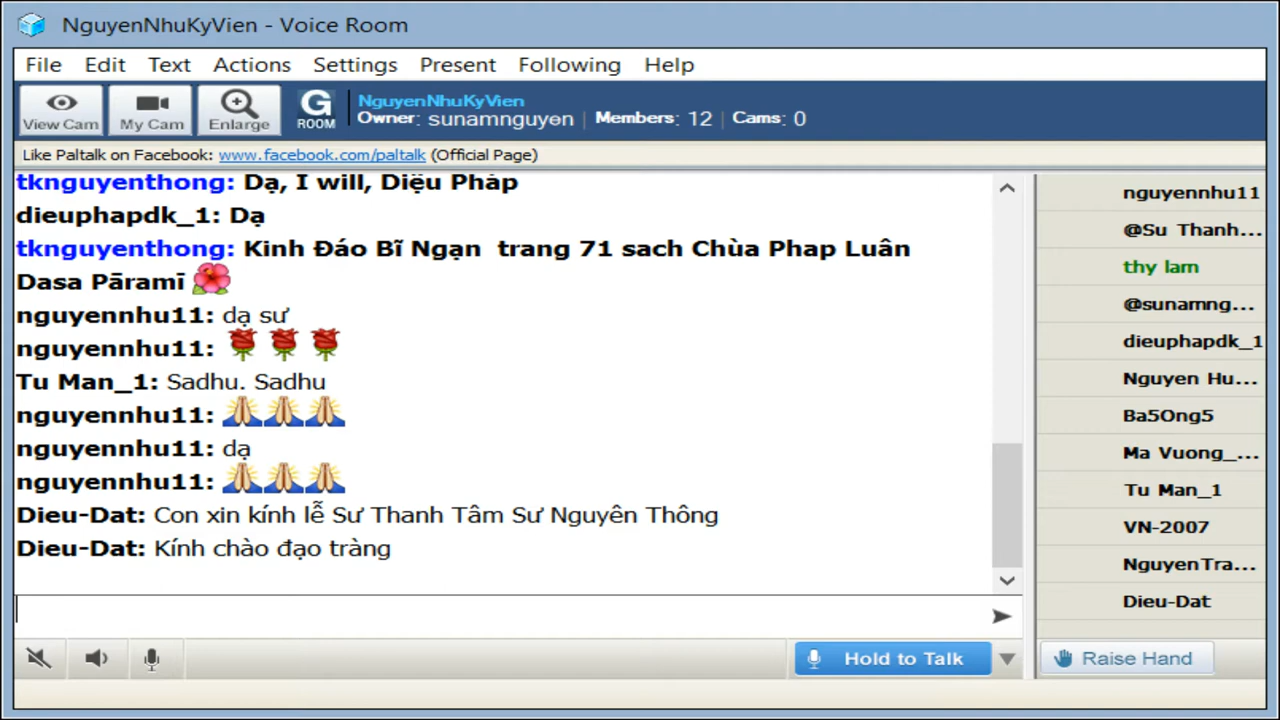 NguyenNhuKyVien - Voice Room
File Edit Text Actions Settings Present Following Help
View Cam My Cam Enlarge G ROOM
NguyenNhuKyVien
Owner: sunamnguyen | Members: 12 | Cams: 0
Like Paltalk on Facebook: www.facebook.com/paltalk (Official Page)
tknguyenthong: Dạ, I will, Diệu Pháp
dieuphapdk_1: Dạ
tknguyenthong: Kinh Đáo Bĩ Ngạn trang 71 sach Chùa Phap Luân
Dasa Pāramī
nguyennhu11: dạ sư
nguyennhu11:
Tu Man_1: Sadhu. Sadhu
nguyennhu11:
nguyennhu11: dạ
nguyennhu11:
Dieu-Dat: Con xin kính lễ Sư Thanh Tâm Sư Nguyên Thông
Dieu-Dat: Kính chào đạo tràng
nguyennhu11
@Su Thanh...
thy lam
@sunamng...
dieuphapdk_1
Nguyen Hu...
Ba5Ong5
Ma Vuong_...
Tu Man_1
VN-2007
NguyenTra...
Dieu-Dat
Hold to Talk
Raise Hand